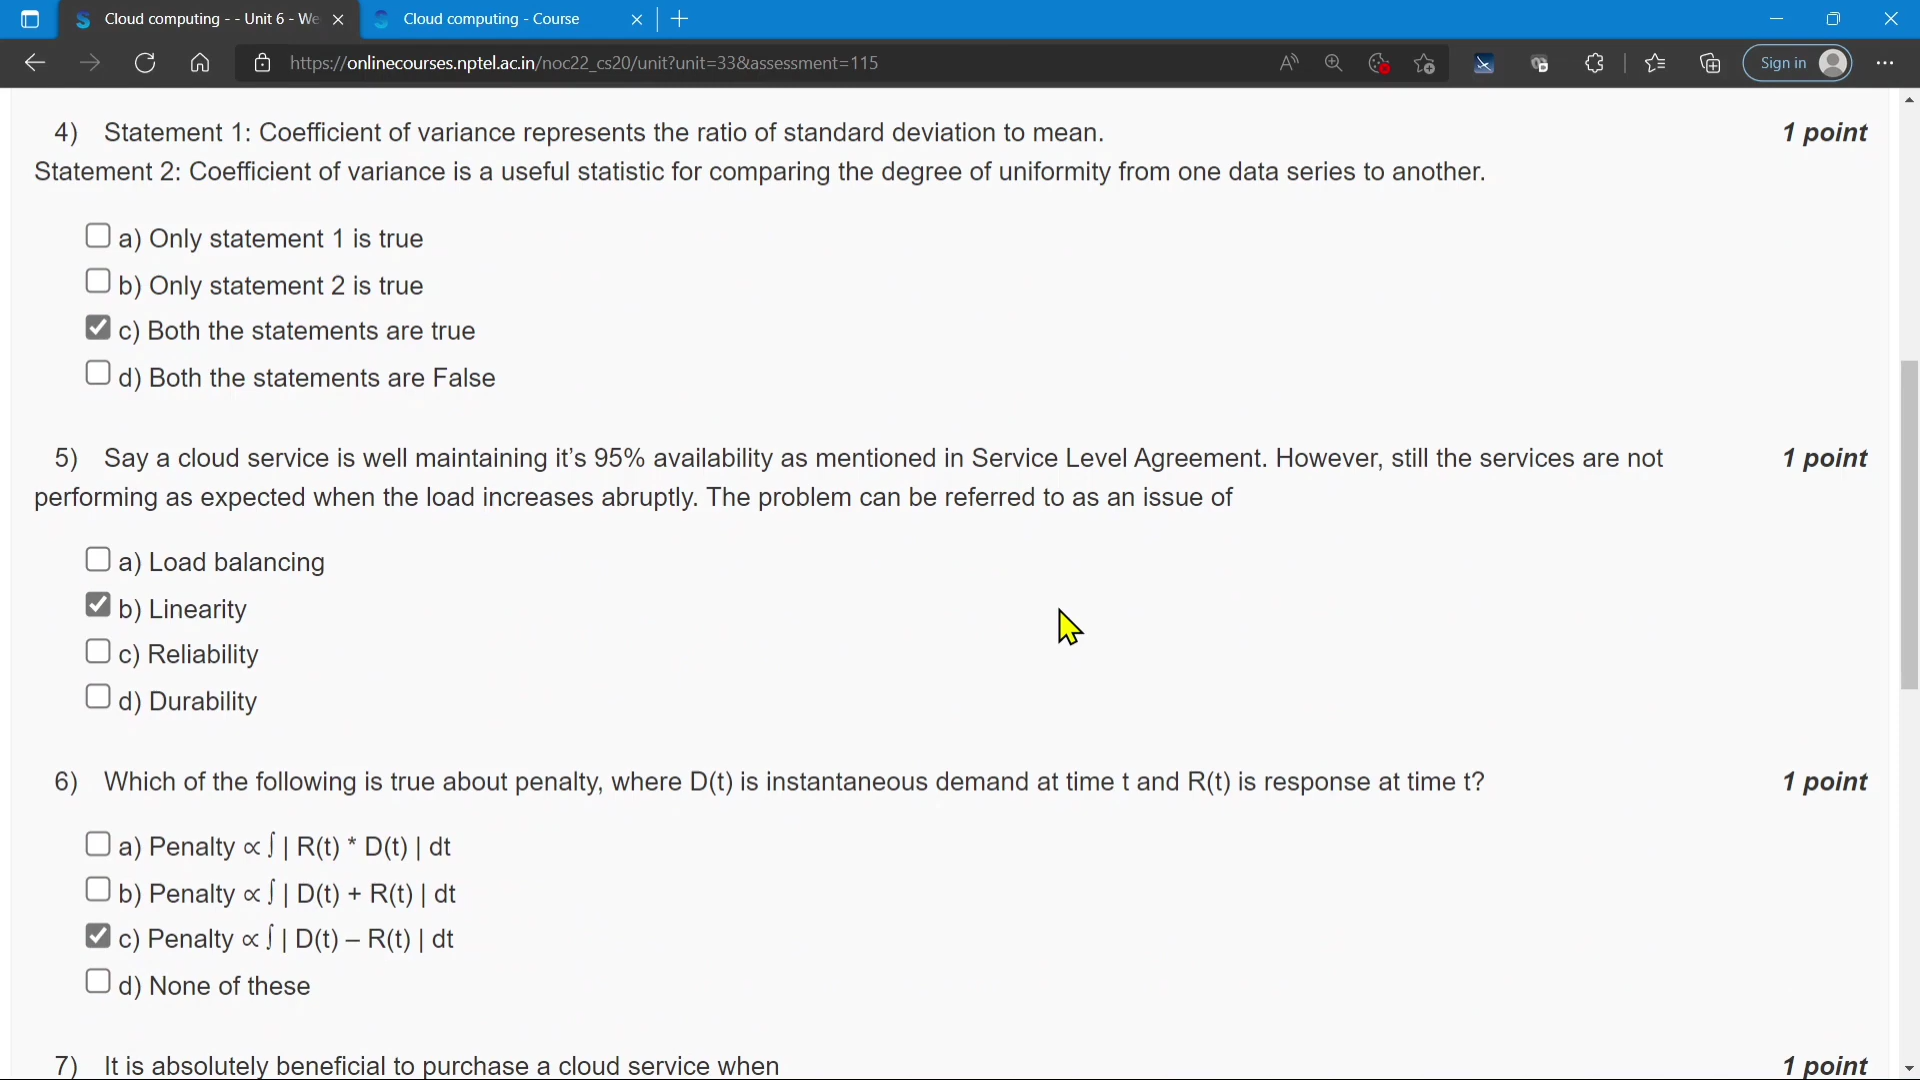 Cloud computing - - Unit 6 - We
Cloud computing - Course
https://onlinecourses.nptel.ac.in/noc22_cs20/unit?unit=33&assessment=115
Sign in
4) Statement 1: Coefficient of variance represents the ratio of standard deviation to mean. 1 point
Statement 2: Coefficient of variance is a useful statistic for comparing the degree of uniformity from one data series to another.
a) Only statement 1 is true
b) Only statement 2 is true
c) Both the statements are true
d) Both the statements are False
5) Say a cloud service is well maintaining it’s 95% availability as mentioned in Service Level Agreement. However, still the services are not 1 point
performing as expected when the load increases abruptly. The problem can be referred to as an issue of
a) Load balancing
b) Linearity
c) Reliability
d) Durability
6) Which of the following is true about penalty, where D(t) is instantaneous demand at time t and R(t) is response at time t? 1 point
a) Penalty ∝ ∫ | R(t) * D(t) | dt
b) Penalty ∝ ∫ | D(t) + R(t) | dt
c) Penalty ∝ ∫ | D(t) – R(t) | dt
d) None of these
7) It is absolutely beneficial to purchase a cloud service when 1 point